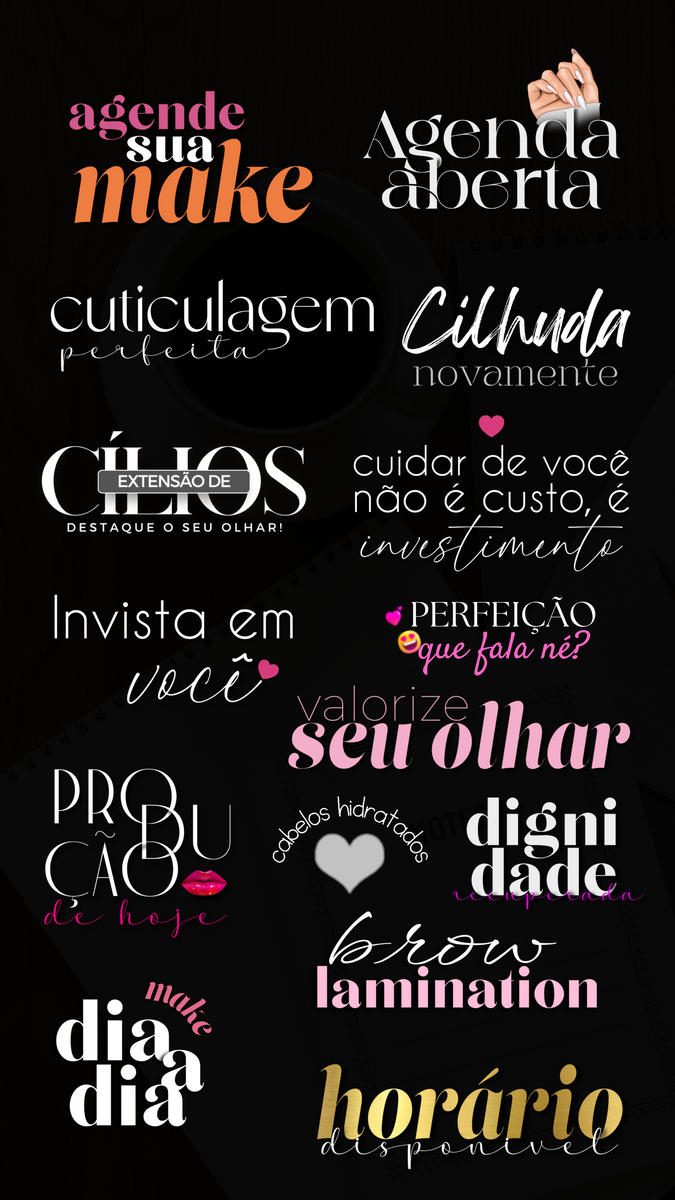 agende
sua
make
Agenda
aberta
cuticulagem
perfeita
Cilhuda
novamente
CÍLIOS
EXTENSÃO DE
DESTAQUE O SEU OLHAR!
cuidar de você
não é custo, é
investimento
Invista em
você
PERFEIÇÃO
que fala né?
valorize
seu olhar
PRO
DU
ÇÃO
de hoje
cabelos hidratados
digni
dade
recuperada
brow
lamination
make
dia
a
dia
horário
disponivel